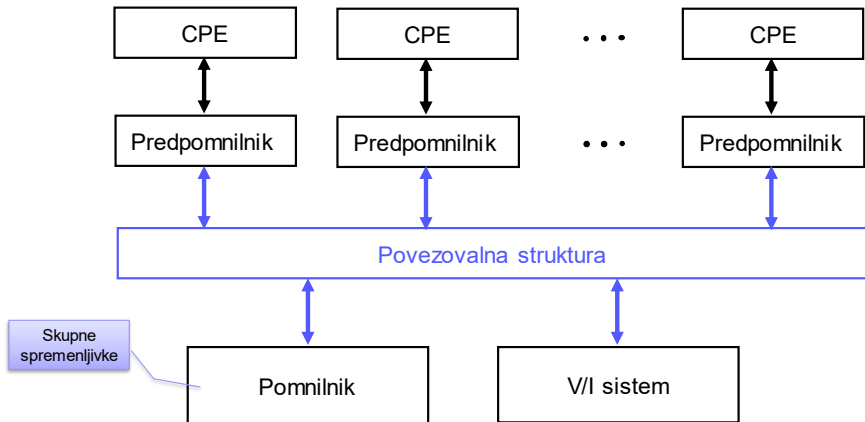 CPE
CPE
• • •
CPE
Predpomnilnik
Predpomnilnik
• • •
Predpomnilnik
Povezovalna struktura
Skupne
spremenljivke
Pomnilnik
V/I sistem